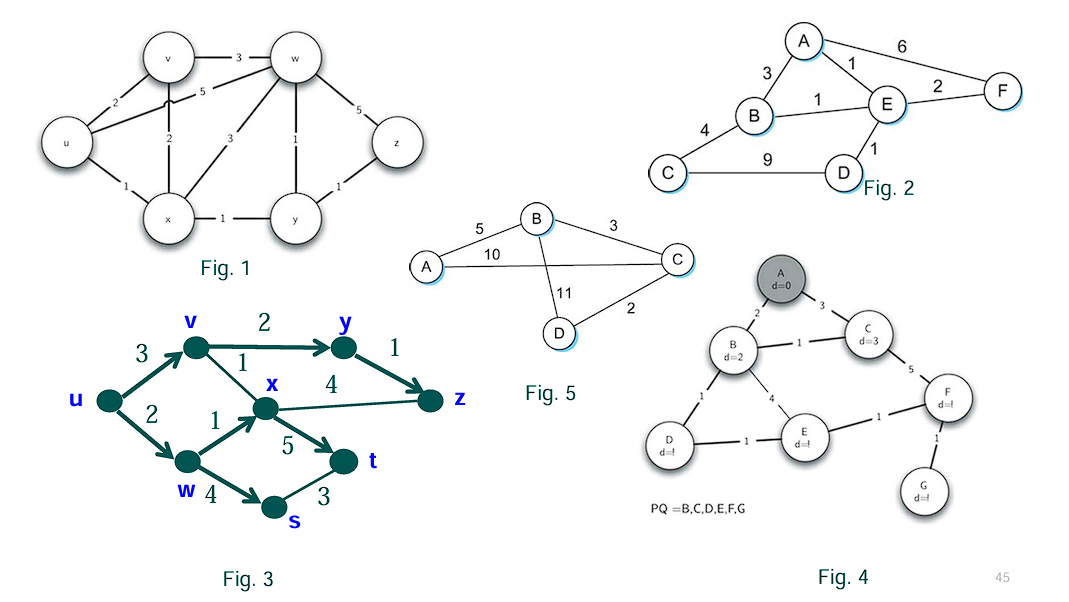 v
3
w
2
5
5
u
2
3
1
z
1
1
1
x
y
Fig. 1
A
6
3
1
F
2
1
E
B
4
1
9
C
D
Fig. 2
B
5
3
10
A
C
11
2
D
Fig. 5
v
2
y
3
1
1
x
4
u
z
2
1
5
t
w
4
3
s
Fig. 3
A
d=0
2
3
C
d=3
B
d=2
1
5
1
4
F
d=!
1
D
d=!
E
d=!
1
1
G
d=!
PQ =B,C,D,E,F,G
Fig. 4
45